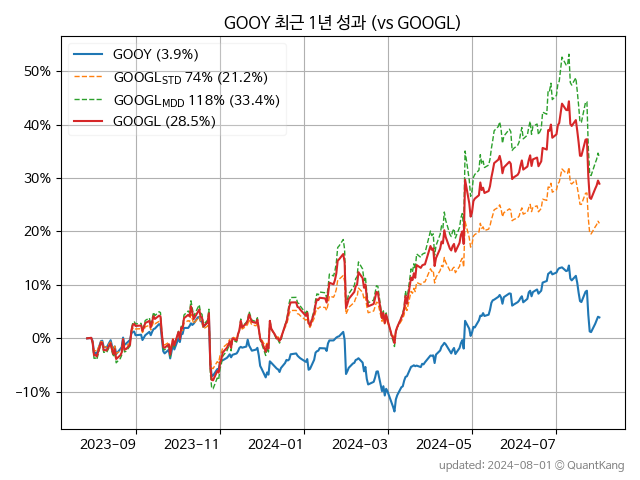 GOOY 최근 1년 성과 (vs GOOGL)
GOOY (3.9%)
GOOGL_STD 74% (21.2%)
GOOGL_MDD 118% (33.4%)
GOOGL (28.5%)
50%
40%
30%
20%
10%
0%
−10%
2023-09 2023-11 2024-01 2024-03 2024-05 2024-07
updated: 2024-08-01 © QuantKang